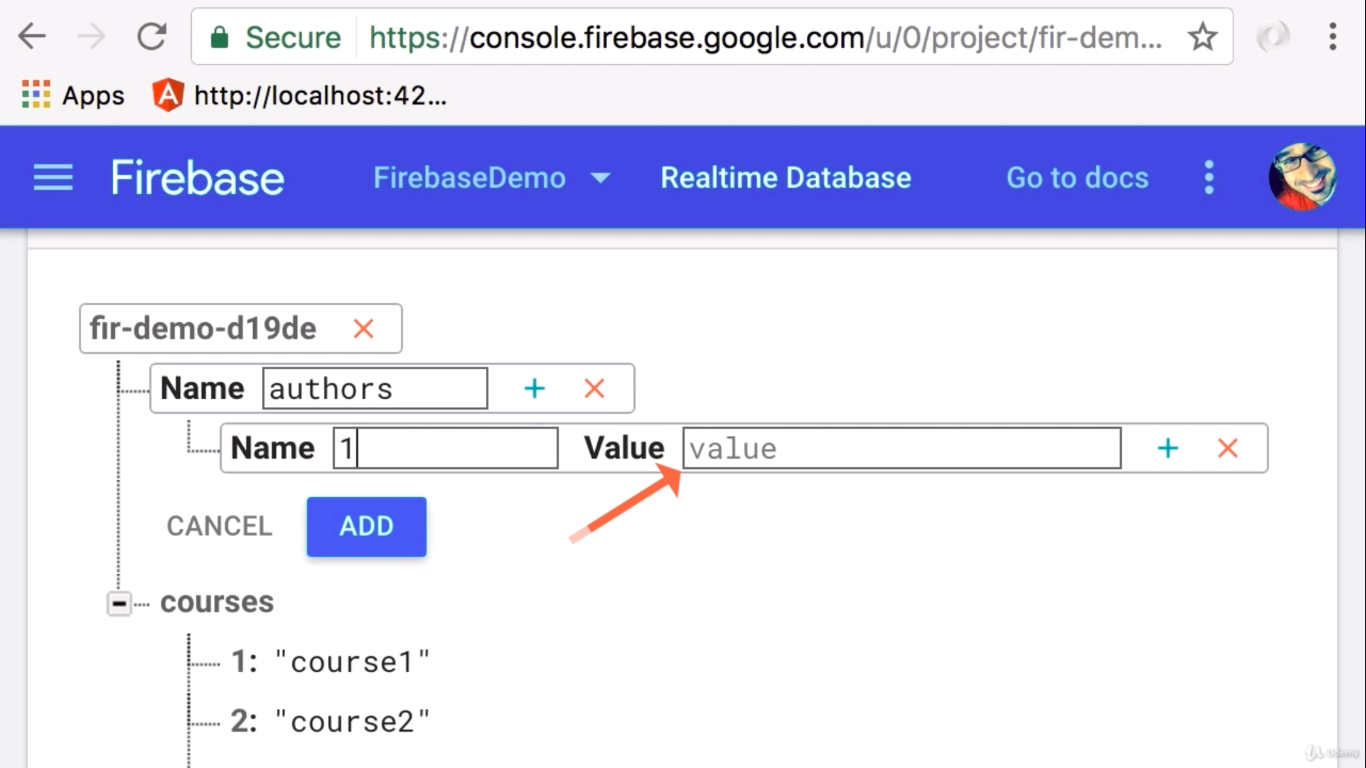 Secure https://console.firebase.google.com/u/0/project/fir-dem...
Apps http://localhost:42...
Firebase FirebaseDemo Realtime Database Go to docs
fir-demo-d19de
Name authors
Name 1 Value value
CANCEL ADD
courses
1: "course1"
2: "course2"
Udemy